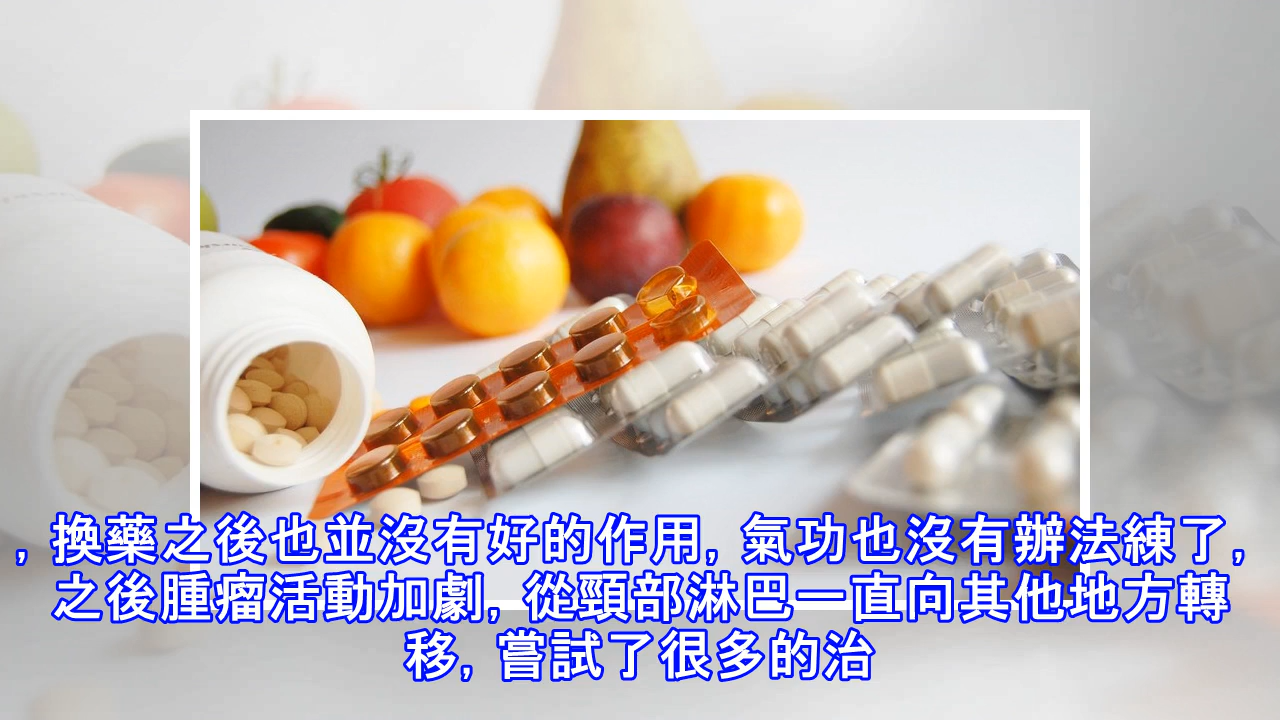 , 換藥之後也並沒有好的作用, 氣功也沒有辦法練了,
之後腫瘤活動加劇, 從頸部淋巴一直向其他地方轉
移, 嘗試了很多的治